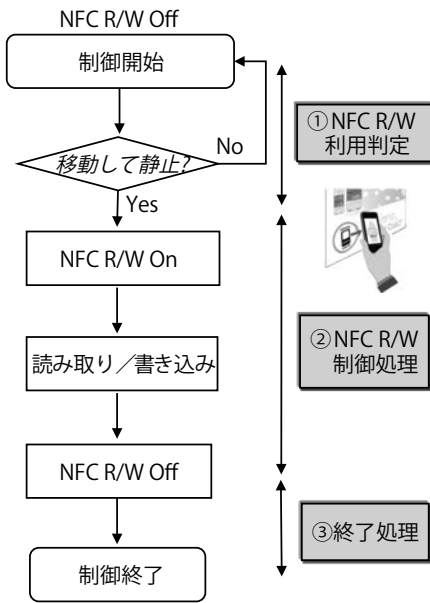 NFC R/W Off
制御開始
No
移動して静止?
Yes
NFC R/W On
読み取り／書き込み
NFC R/W Off
制御終了
①NFC R/W
利用判定
②NFC R/W
制御処理
③終了処理